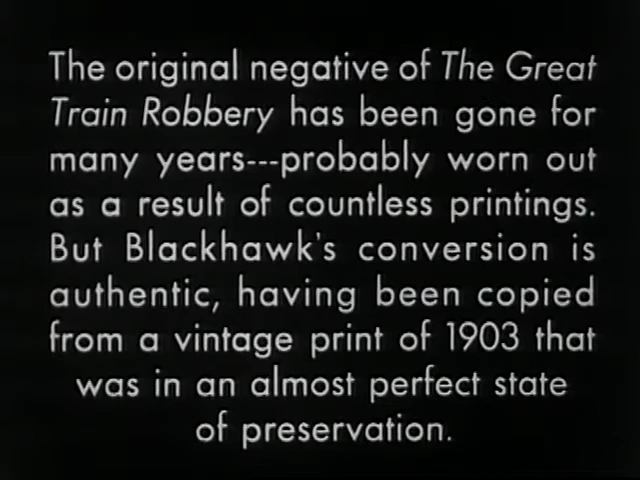 The original negative of The Great
Train Robbery has been gone for
many years---probably worn out
as a result of countless printings.
But Blackhawk's conversion is
authentic, having been copied
from a vintage print of 1903 that
was in an almost perfect state
of preservation.